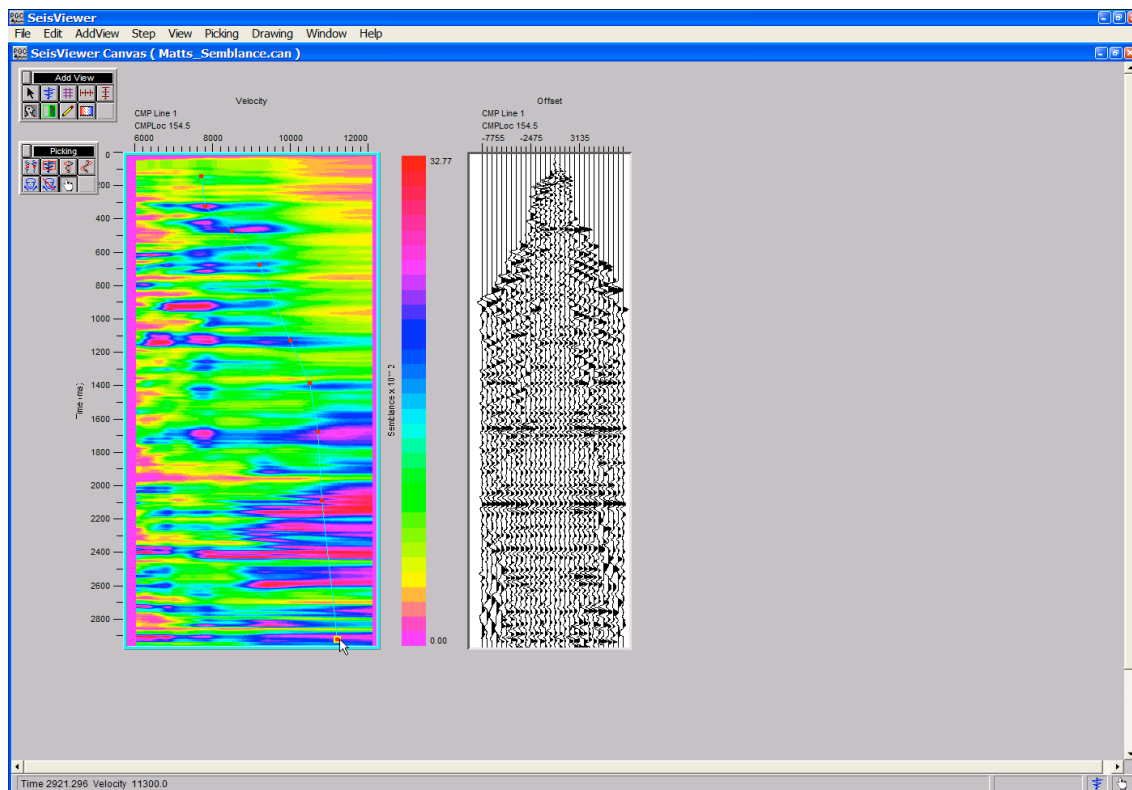 SeisViewer
File Edit AddView Step View Picking Drawing Window Help
SeisViewer Canvas ( Matts_Semblance.can )
Add View
Picking
Velocity
CMP Line 1
CMPLoc 154.5
6000 8000 10000 12000
0
200
400
600
800
1000
1200
1400
1600
1800
2000
2200
2400
2600
2800
Time (ms)
32.77
0.00
Semblance x 10
Offset
CMP Line 1
CMPLoc 154.5
-7755 -2475 3135
Time 2921.296 Velocity 11300.0